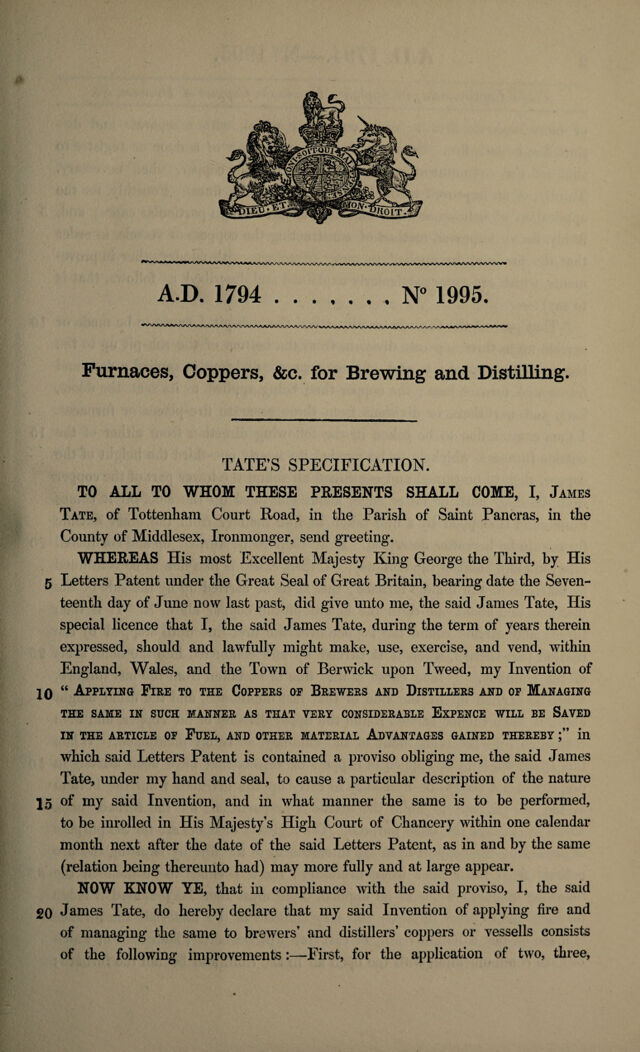 DIEU · ET MON · DROIT ·
A.D. 1794 . . . . . . . . Nº 1995.
Furnaces, Coppers, &c. for Brewing and Distilling.
TATE'S SPECIFICATION.
TO ALL TO WHOM THESE PRESENTS SHALL COME, I, JAMES
TATE, of Tottenham Court Road, in the Parish of Saint Pancras, in the
County of Middlesex, Ironmonger, send greeting.
WHEREAS His most Excellent Majesty King George the Third, by His
5 Letters Patent under the Great Seal of Great Britain, bearing date the Seven-
teenth day of June now last past, did give unto me, the said James Tate, His
special licence that I, the said James Tate, during the term of years therein
expressed, should and lawfully might make, use, exercise, and vend, within
England, Wales, and the Town of Berwick upon Tweed, my Invention of
10 “ APPLYING FIRE TO THE COPPERS OF BREWERS AND DISTILLERS AND OF MANAGING
THE SAME IN SUCH MANNER AS THAT VERY CONSIDERABLE EXPENCE WILL BE SAVED
IN THE ARTICLE OF FUEL, AND OTHER MATERIAL ADVANTAGES GAINED THEREBY ;” in
which said Letters Patent is contained a proviso obliging me, the said James
Tate, under my hand and seal, to cause a particular description of the nature
15 of my said Invention, and in what manner the same is to be performed,
to be inrolled in His Majesty's High Court of Chancery within one calendar
month next after the date of the said Letters Patent, as in and by the same
(relation being thereunto had) may more fully and at large appear.
NOW KNOW YE, that in compliance with the said proviso, I, the said
20 James Tate, do hereby declare that my said Invention of applying fire and
of managing the same to brewers' and distillers' coppers or vessells consists
of the following improvements :—First, for the application of two, three,